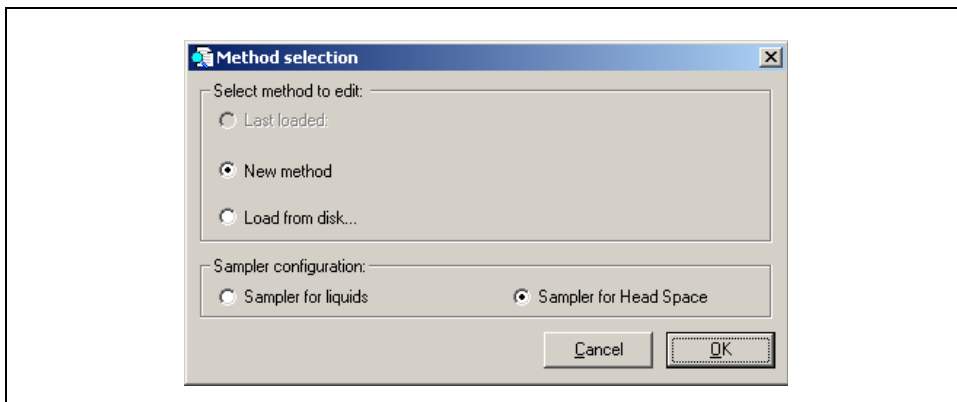 Method selection
Select method to edit:
Last loaded:
New method
Load from disk...
Sampler configuration:
Sampler for liquids
Sampler for Head Space
Cancel
OK